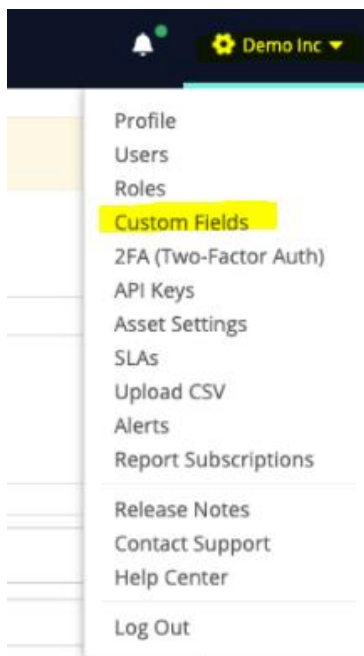 Demo Inc
Profile
Users
Roles
Custom Fields
2FA (Two-Factor Auth)
API Keys
Asset Settings
SLAs
Upload CSV
Alerts
Report Subscriptions
Release Notes
Contact Support
Help Center
Log Out